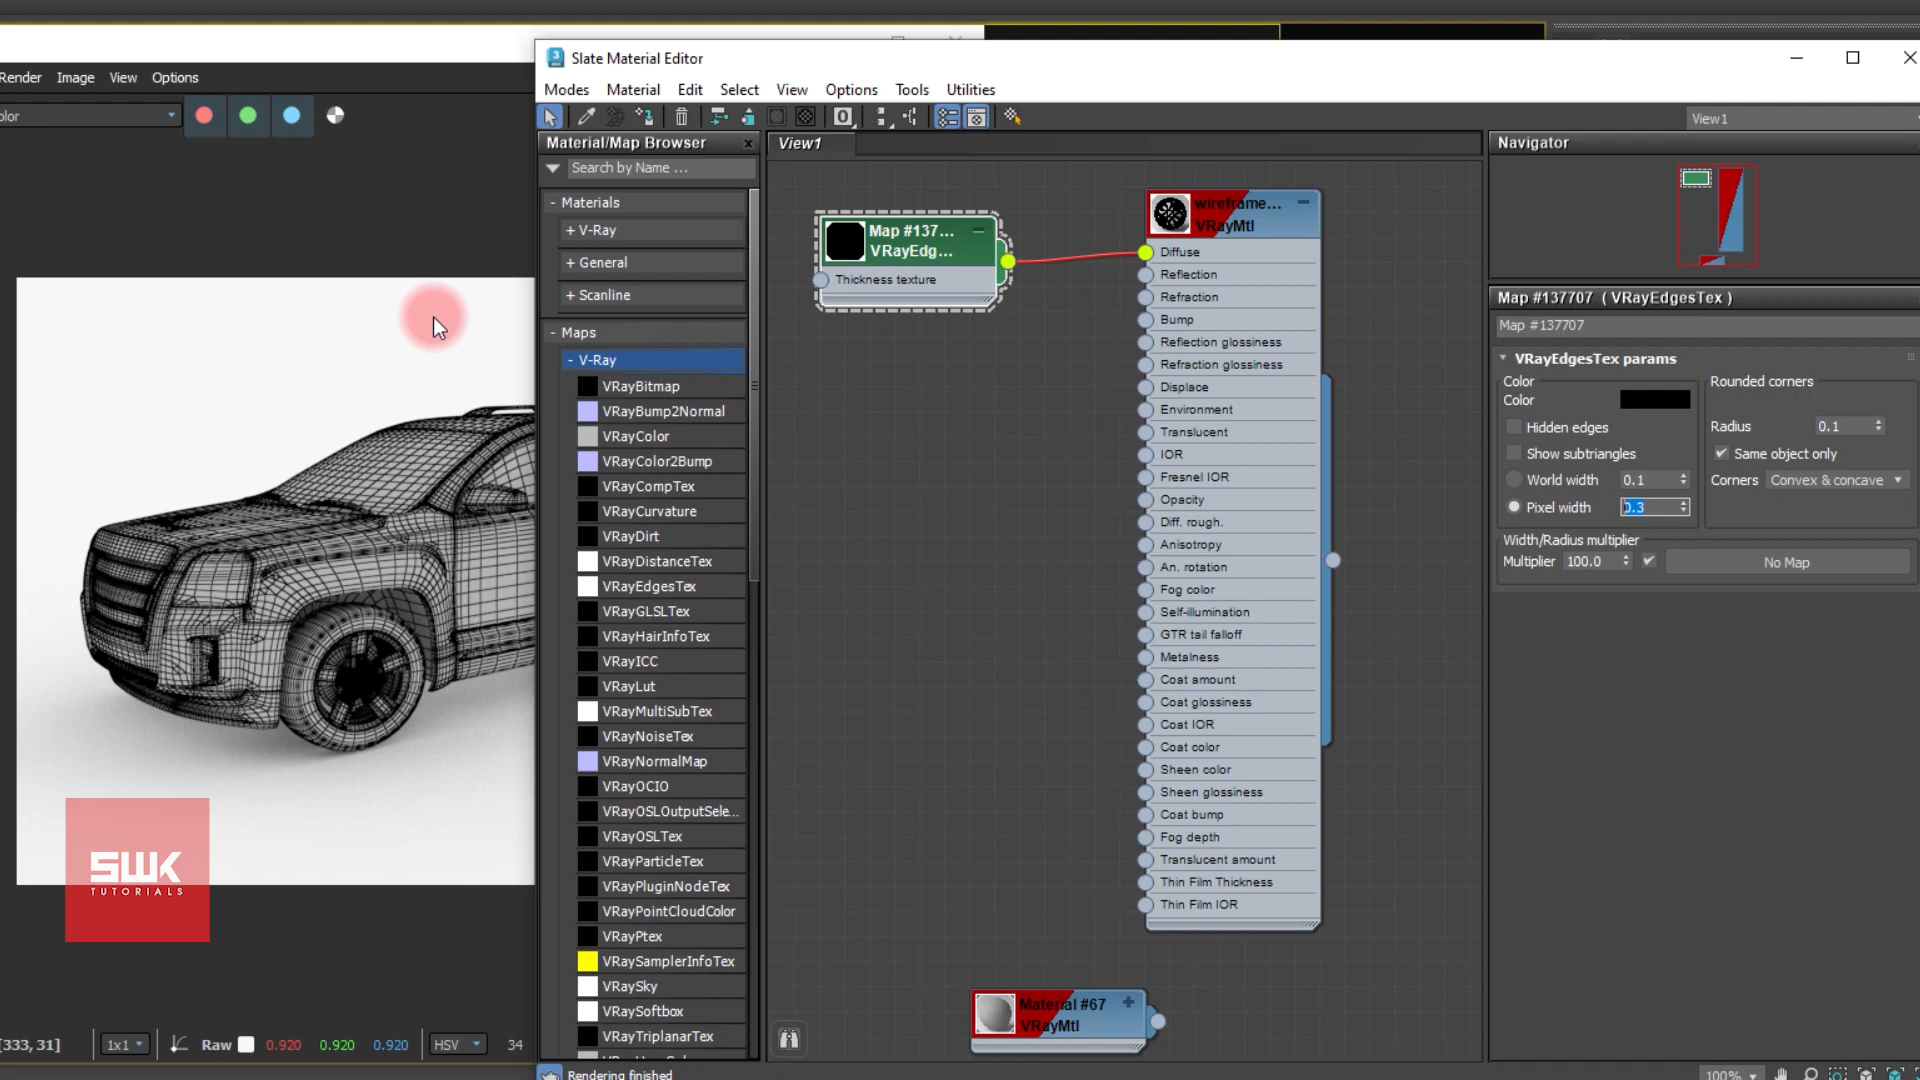 Slate Material Editor
Render Image View Options
Modes Material Edit Select View Options Tools Utilities
olor
View1
Material/Map Browser
View1
Navigator
Search by Name ...
- Materials
+ V-Ray
+ General
+ Scanline
- Maps
- V-Ray
VRayBitmap
VRayBump2Normal
VRayColor
VRayColor2Bump
VRayCompTex
VRayCurvature
VRayDirt
VRayDistanceTex
VRayEdgesTex
VRayGLSLTex
VRayHairInfoTex
VRayICC
VRayLut
VRayMultiSubTex
VRayNoiseTex
VRayNormalMap
VRayOCIO
VRayOSLOutputSele...
VRayOSLTex
VRayParticleTex
VRayPluginNodeTex
VRayPointCloudColor
VRayPtex
VRaySamplerInfoTex
VRaySky
VRaySoftbox
VRayTriplanarTex
Map #137...
VRayEdg...
Thickness texture
wireframe...
VRayMtl
Diffuse
Reflection
Refraction
Bump
Reflection glossiness
Refraction glossiness
Displace
Environment
Translucent
IOR
Fresnel IOR
Opacity
Diff. rough.
Anisotropy
An. rotation
Fog color
Self-illumination
GTR tail falloff
Metalness
Coat amount
Coat glossiness
Coat IOR
Coat color
Sheen color
Sheen glossiness
Coat bump
Fog depth
Translucent amount
Thin Film Thickness
Thin Film IOR
Material #67
VRayMtl
Map #137707 ( VRayEdgesTex )
Map #137707
VRayEdgesTex params
Color
Color
Hidden edges
Show subtriangles
World width 0.1
Pixel width 0.3
Rounded corners
Radius 0.1
Same object only
Corners Convex & concave
Width/Radius multiplier
Multiplier 100.0 No Map
SWK
TUTORIALS
[333, 31] 1x1 Raw 0.920 0.920 0.920 HSV 34
Rendering finished
100%